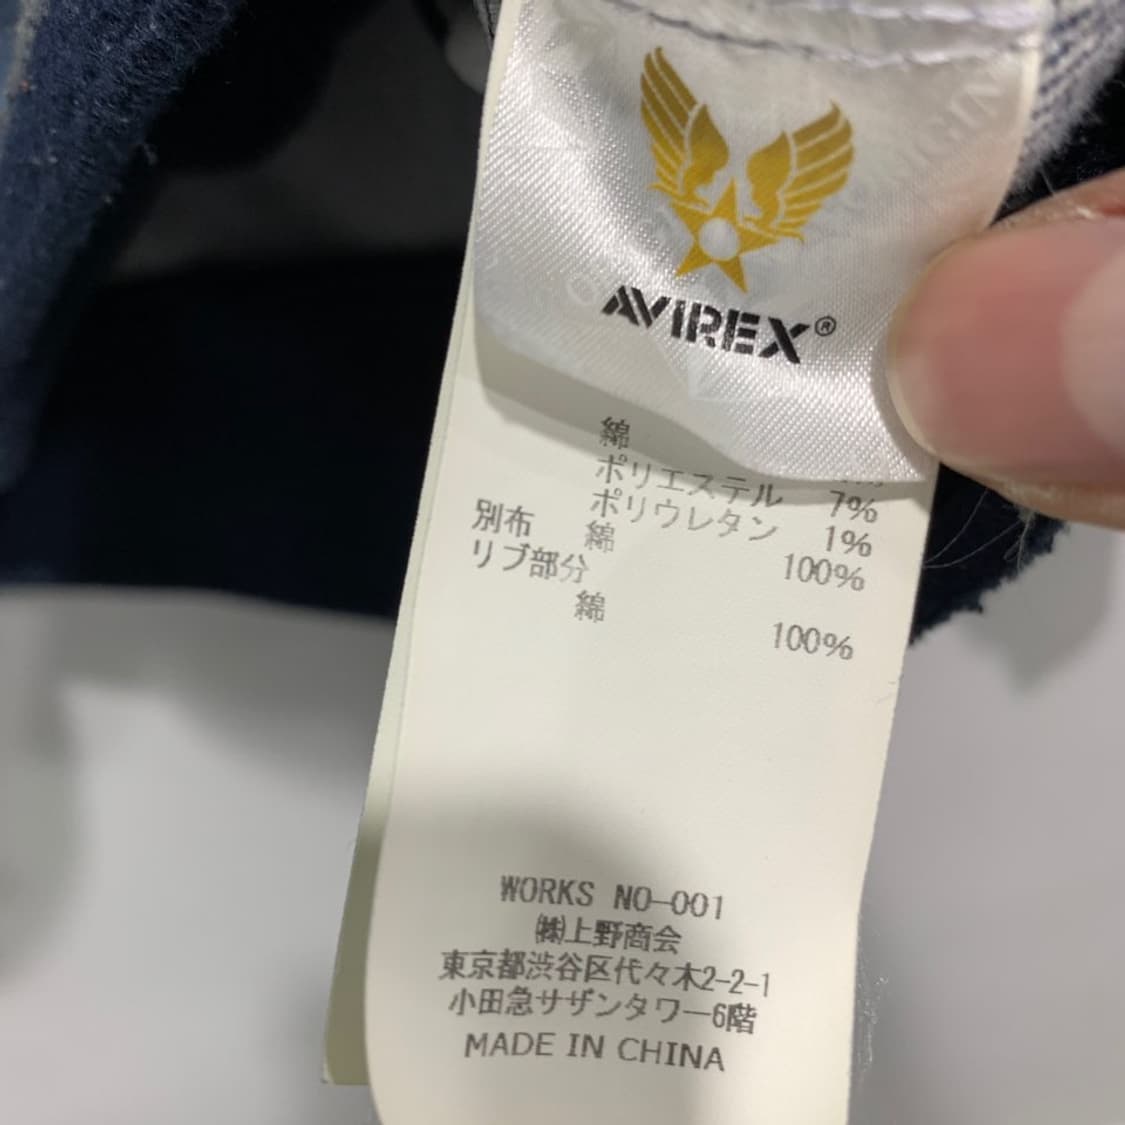 AVIREX®
綿
ポリエステル 7%
ポリウレタン 1%
別布 綿 100%
リブ部分
綿 100%
WORKS NO-001
㈱上野商会
東京都渋谷区代々木2-2-1
小田急サザンタワー6階
MADE IN CHINA